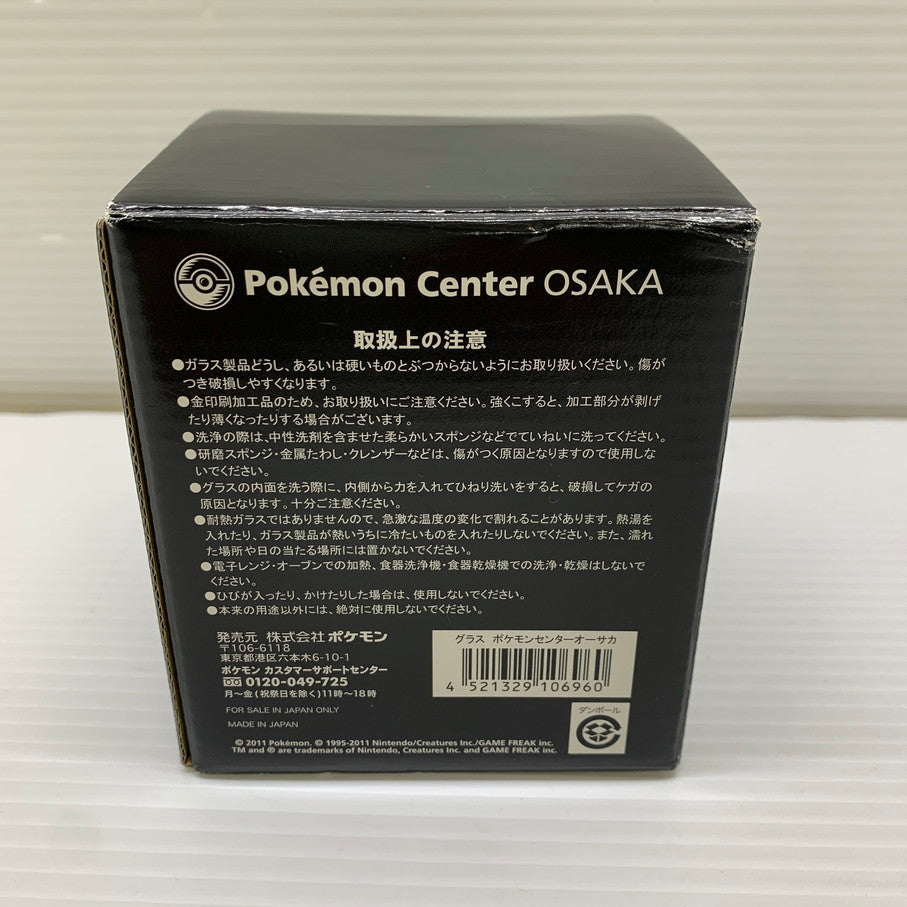 Pokémon Center OSAKA
取扱上の注意
●ガラス製品どうし、あるいは硬いものとぶつからないようにお取り扱いください。傷が
つき破損しやすくなります。
●金印刷加工品のため、お取り扱いにご注意ください。強くこすると、加工部分が剥げ
たり薄くなったりする場合がございます。
●洗浄の際は、中性洗剤を含ませた柔らかいスポンジなどでていねいに洗ってください。
●研磨スポンジ・金属たわし・クレンザーなどは、傷がつく原因となりますので使用しな
いでください。
●グラスの内面を洗う際に、内側から力を入れてひねり洗いをすると、破損してケガの
原因となります。十分ご注意ください。
●耐熱ガラスではありませんので、急激な温度の変化で割れることがあります。熱湯を
入れたり、ガラス製品が熱いうちに冷たいものを入れたりしないでください。また、濡れ
た場所や日の当たる場所には置かないでください。
●電子レンジ・オーブンでの加熱、食器洗浄機・食器乾燥機での洗浄・乾燥はしないで
ください。
●ひびが入ったり、かけたりした場合は、使用しないでください。
●本来の用途以外には、絶対に使用しないでください。
発売元 株式会社ポケモン
〒106-6118
東京都港区六本木6-10-1
ポケモン カスタマーサポートセンター
0120-049-725
月〜金(祝祭日を除く)11時〜18時
FOR SALE IN JAPAN ONLY
MADE IN JAPAN
グラス ポケモンセンターオーサカ
4 521329 106960
ダンボール
© 2011 Pokémon. © 1995-2011 Nintendo/Creatures Inc./GAME FREAK inc.
TM and ® are trademarks of Nintendo, Creatures Inc. and GAME FREAK inc.